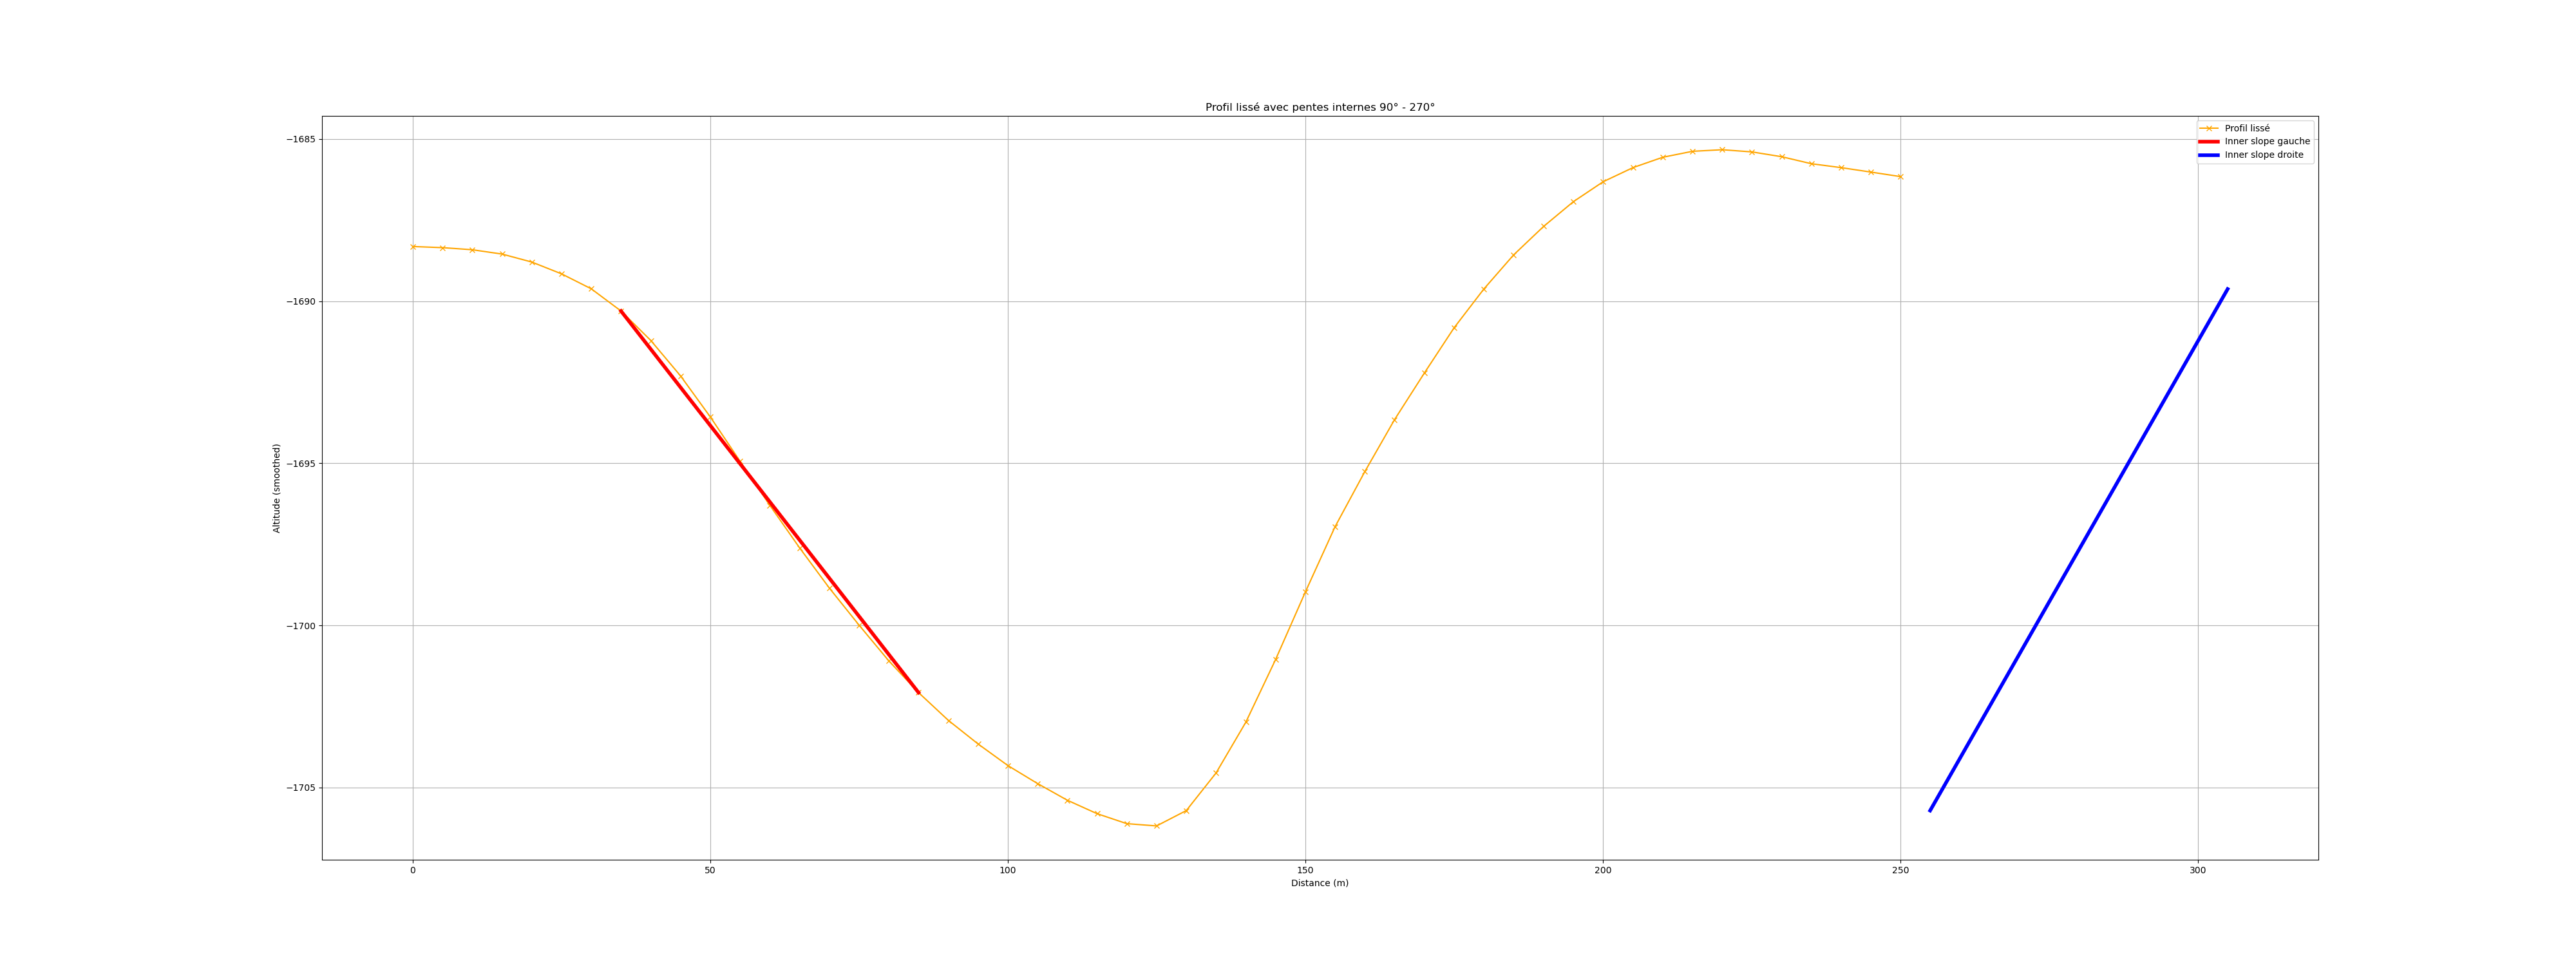 Profil lissé avec pentes internes 90° - 270°
Profil lissé
Inner slope gauche
Inner slope droite
−1685
−1690
−1695
−1700
−1705
Altitude (smoothed)
0
50
100
150
200
250
300
Distance (m)